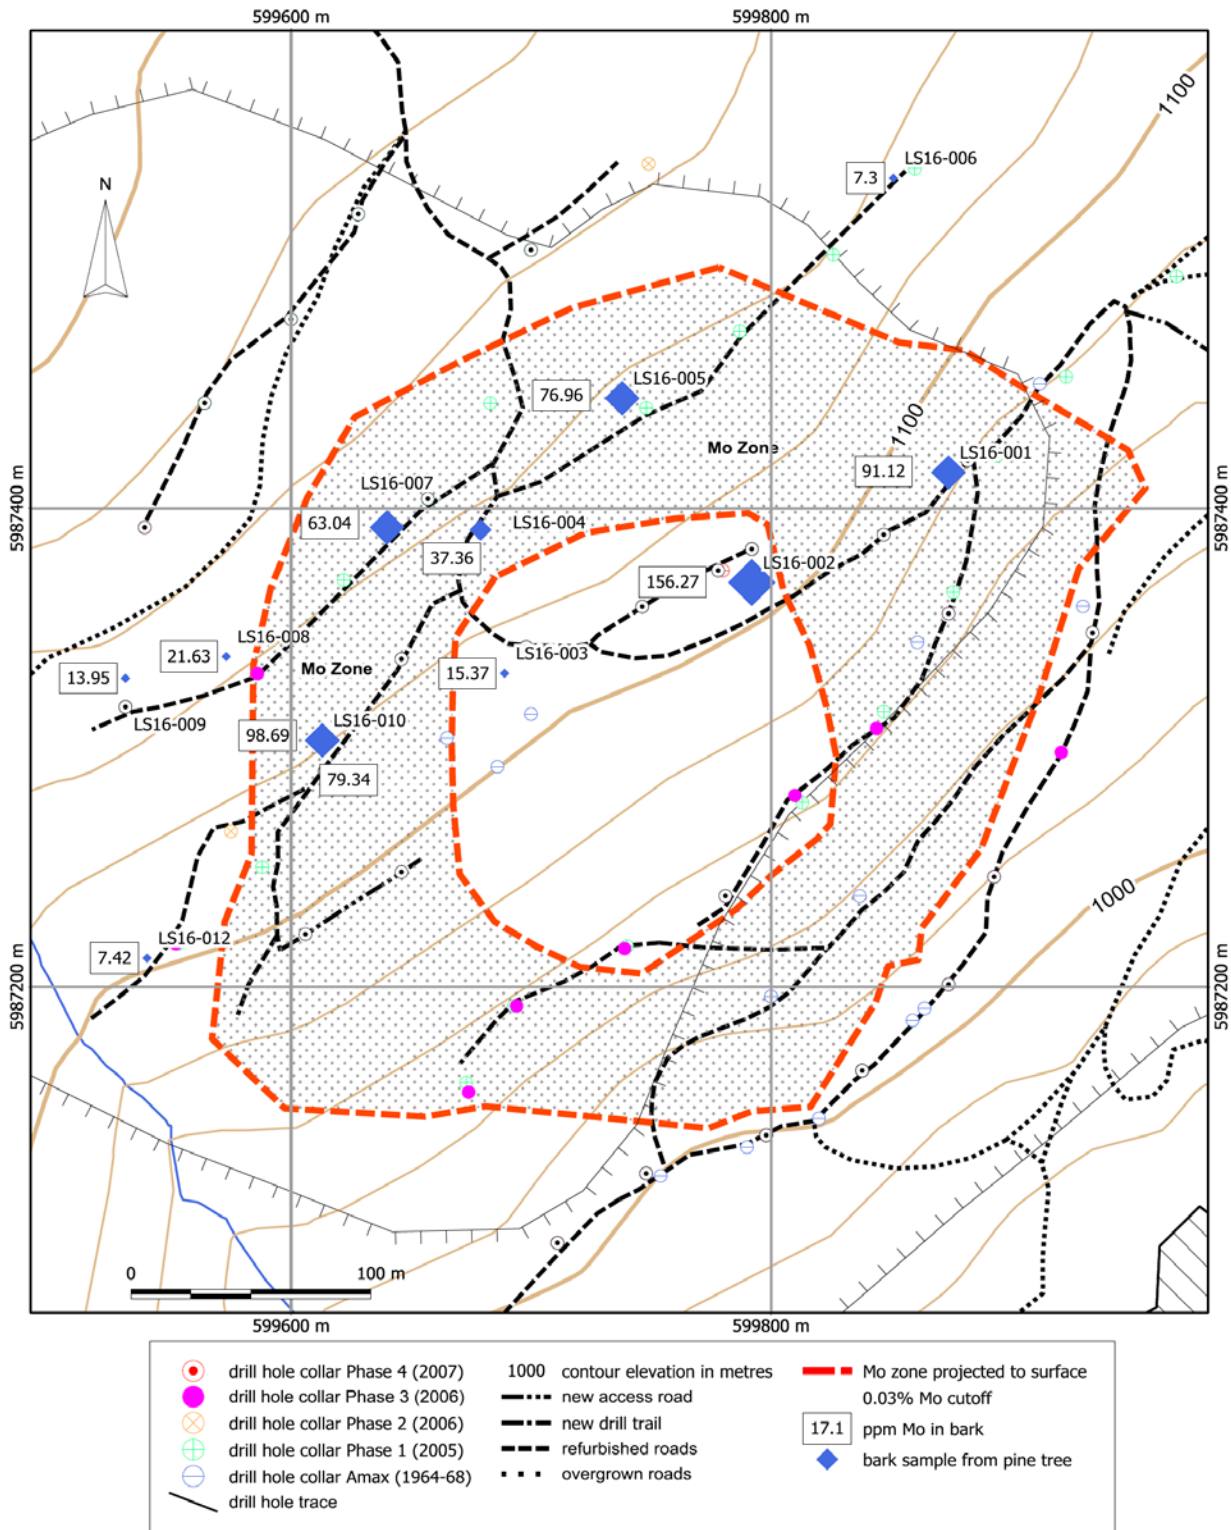 599600 m
599800 m
1100
LS16-006
7.3
N
LS16-005
76.96
1100
Mo Zone
LS16-001
91.12
LS16-007
5987400 m
5987400 m
63.04
LS16-004
37.36
LS16-002
156.27
LS16-008
LS16-003
21.63
Mo Zone
15.37
13.95
LS16-009
LS16-010
98.69
79.34
1000
LS16-012
7.42
5987200 m
5987200 m
0
100 m
599600 m
599800 m
drill hole collar Phase 4 (2007)
drill hole collar Phase 3 (2006)
drill hole collar Phase 2 (2006)
drill hole collar Phase 1 (2005)
drill hole collar Amax (1964-68)
drill hole trace
1000 contour elevation in metres
new access road
new drill trail
refurbished roads
overgrown roads
Mo zone projected to surface
0.03% Mo cutoff
17.1 ppm Mo in bark
bark sample from pine tree